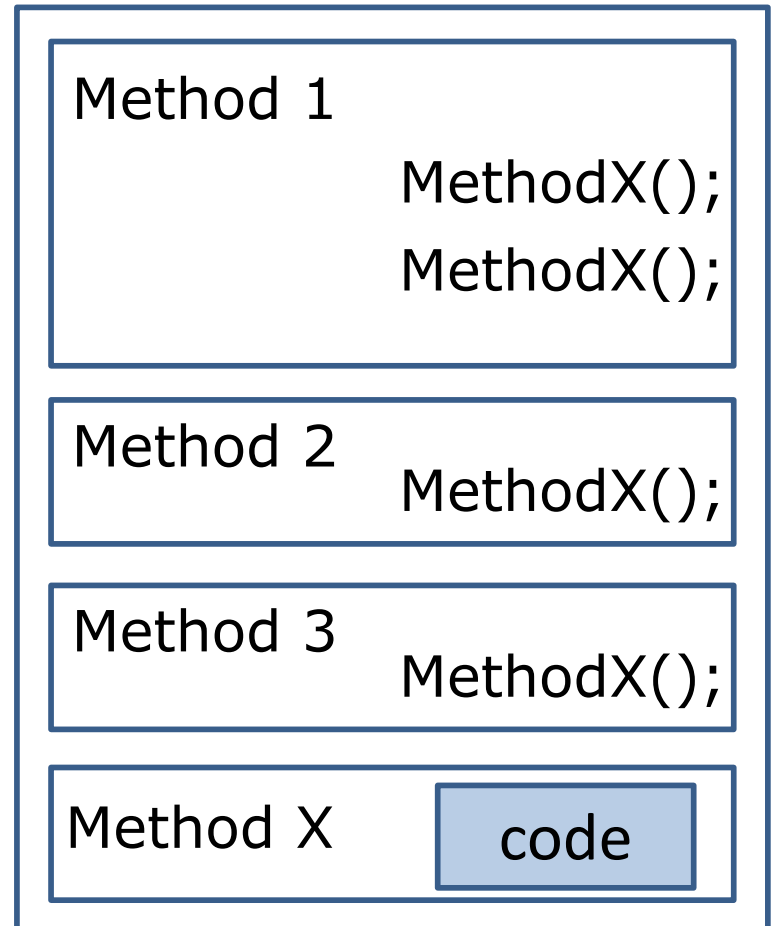 Method 1
MethodX();
MethodX();
Method 2
MethodX();
Method 3
MethodX();
Method X
code